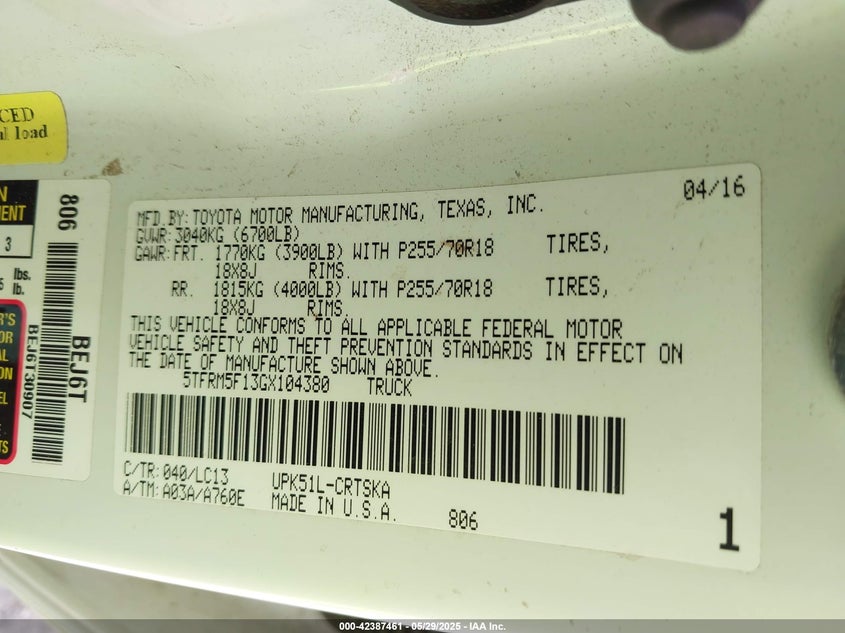 CED
al load
N
MENT
3
lbs.
lb.
806
BEJ6T
BEJ6T30907
MFD.BY:TOYOTA MOTOR MANUFACTURING, TEXAS, INC. 04/16
GVWR:3040KG (6700LB)
GAWR:FRT. 1770KG (3900LB) WITH P255/70R18 TIRES,
18X8J RIMS.
RR. 1815KG (4000LB) WITH P255/70R18 TIRES,
18X8J RIMS.
THIS VEHICLE CONFORMS TO ALL APPLICABLE FEDERAL MOTOR
VEHICLE SAFETY AND THEFT PREVENTION STANDARDS IN EFFECT ON
THE DATE OF MANUFACTURE SHOWN ABOVE.
5TFRM5F13GX104380 TRUCK
C/TR:040/LC13 UPK51L-CRTSKA
A/TM:A03A/A760E MADE IN U.S.A. 806
1
000-42387461 - 05/29/2025 - IAA Inc.